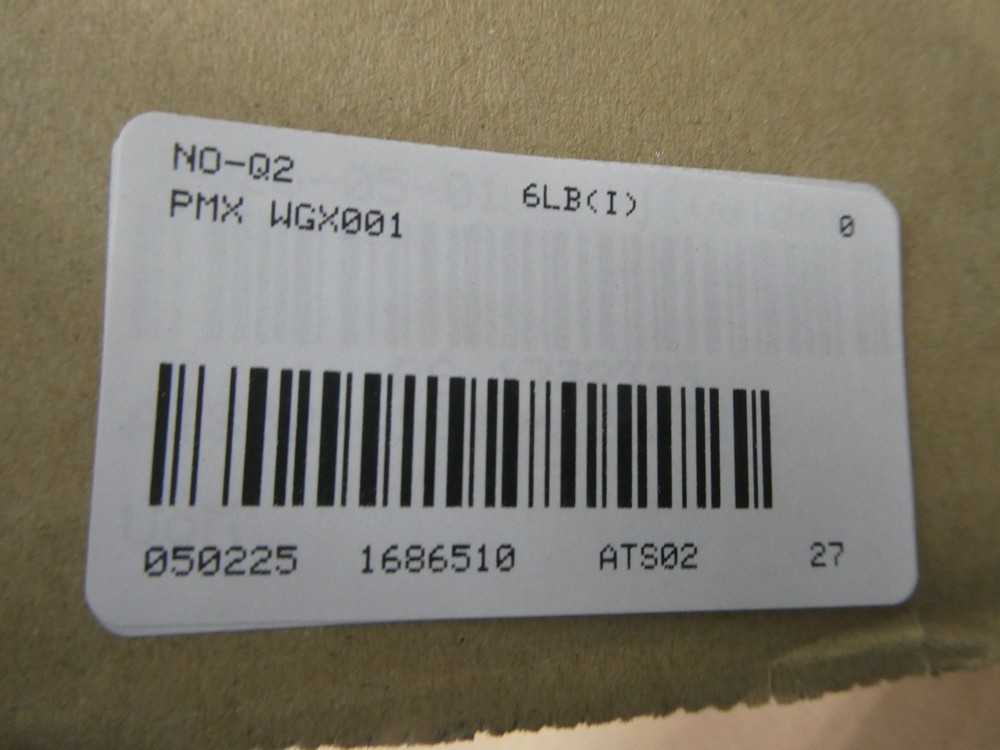 NO-Q2
PMX WGX001 6LB(I) 0
050225 1686510 ATS02 27